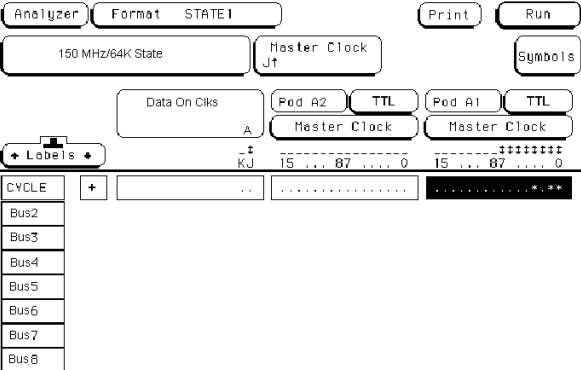 Analyzer Format STATE1 Print Run
150 MHz/64K State Master Clock J↑ Symbols
Data On Clks A Pod A2 TTL Pod A1 TTL
Master Clock Master Clock
↑ Labels ↓ _↕ ---------------- --------↕↕↕↕↕↕↕↕
KJ 15 ... 87 .... 0 15 ... 87 .... 0
CYCLE + .. ................ .............*.**
Bus2
Bus3
Bus4
Bus5
Bus6
Bus7
Bus8